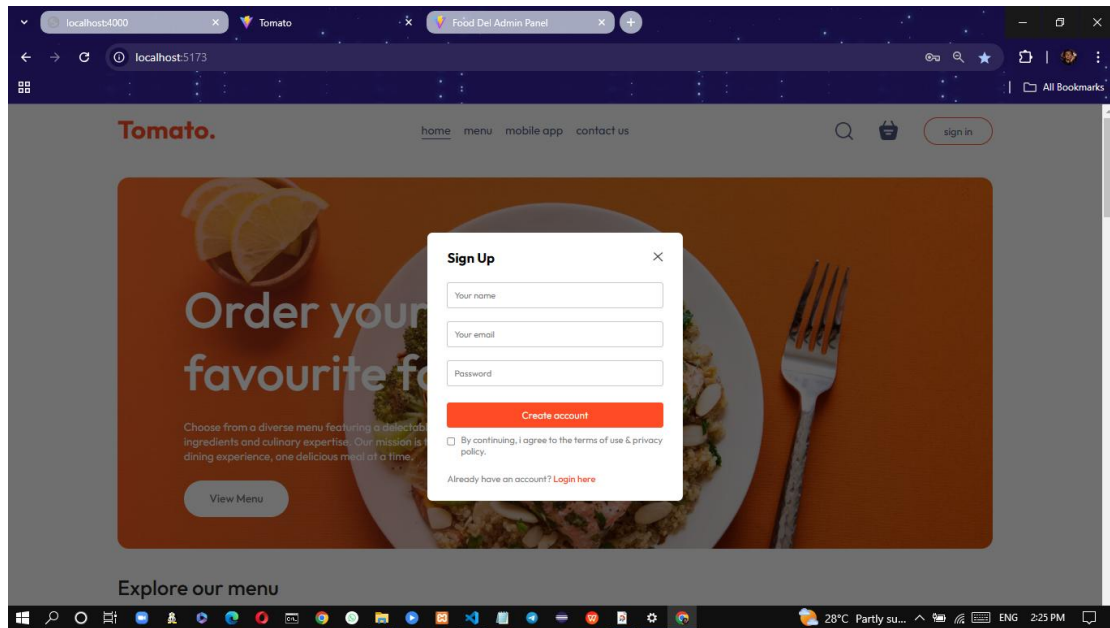 localhost:4000
Tomato
Food Del Admin Panel
localhost:5173
All Bookmarks
Tomato.
home menu mobile app contact us
sign in
Sign Up
Your name
Your email
Password
Create account
By continuing, i agree to the terms of use & privacy
policy.
Already have an account? Login here
Order your
favourite fo
Choose from a diverse menu featuring a delectabl
ingredients and culinary expertise. Our mission is t
dining experience, one delicious meal at a time.
View Menu
Explore our menu
28°C Partly su...
ENG
2:25 PM